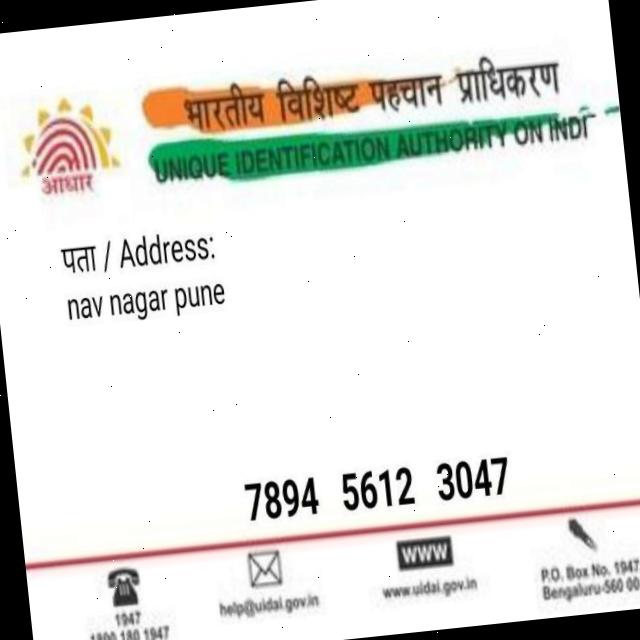 भारतीय विशिष्ट पहचान प्राधिकरण
UNIQUE IDENTIFICATION AUTHORITY ON INDI
आधार
पता / Address:
nav nagar pune
7894 5612 3047
WWW
1947
1800 180 1947
help@uidai.gov.in
www.uidai.gov.in
P.O. Box No. 1947
Bengaluru-560 00